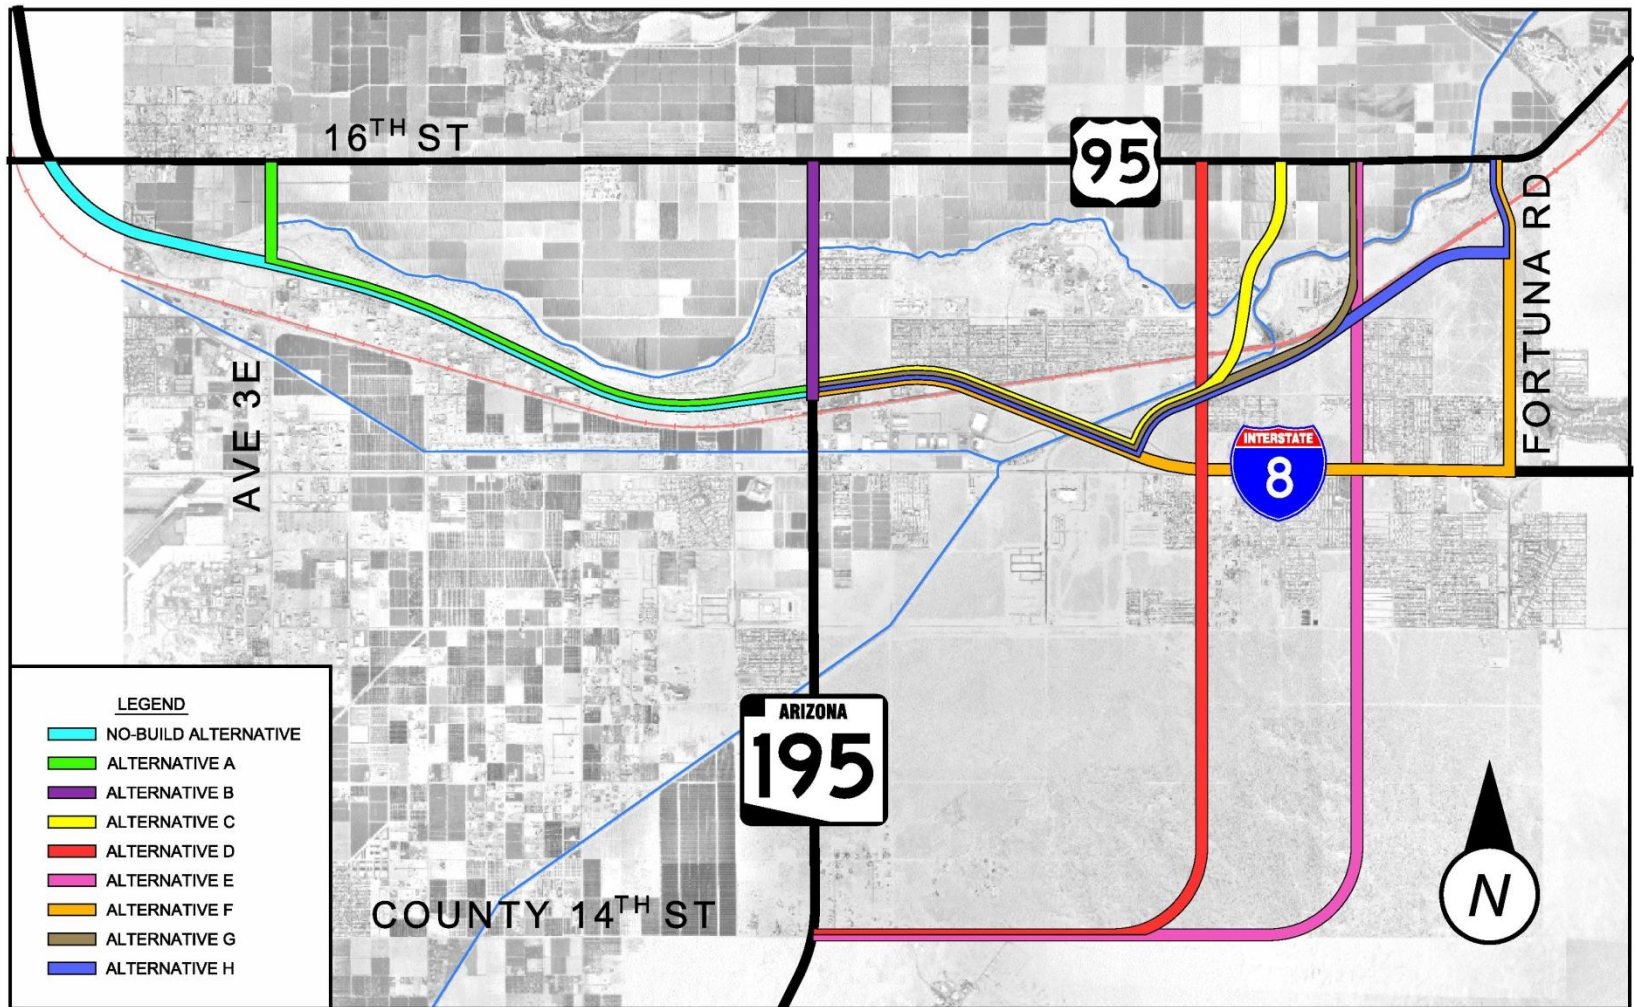 16TH ST
95
FORTUNA RD
AVE 3E
INTERSTATE
8
ARIZONA
195
COUNTY 14TH ST
LEGEND
NO-BUILD ALTERNATIVE
ALTERNATIVE A
ALTERNATIVE B
ALTERNATIVE C
ALTERNATIVE D
ALTERNATIVE E
ALTERNATIVE F
ALTERNATIVE G
ALTERNATIVE H
N